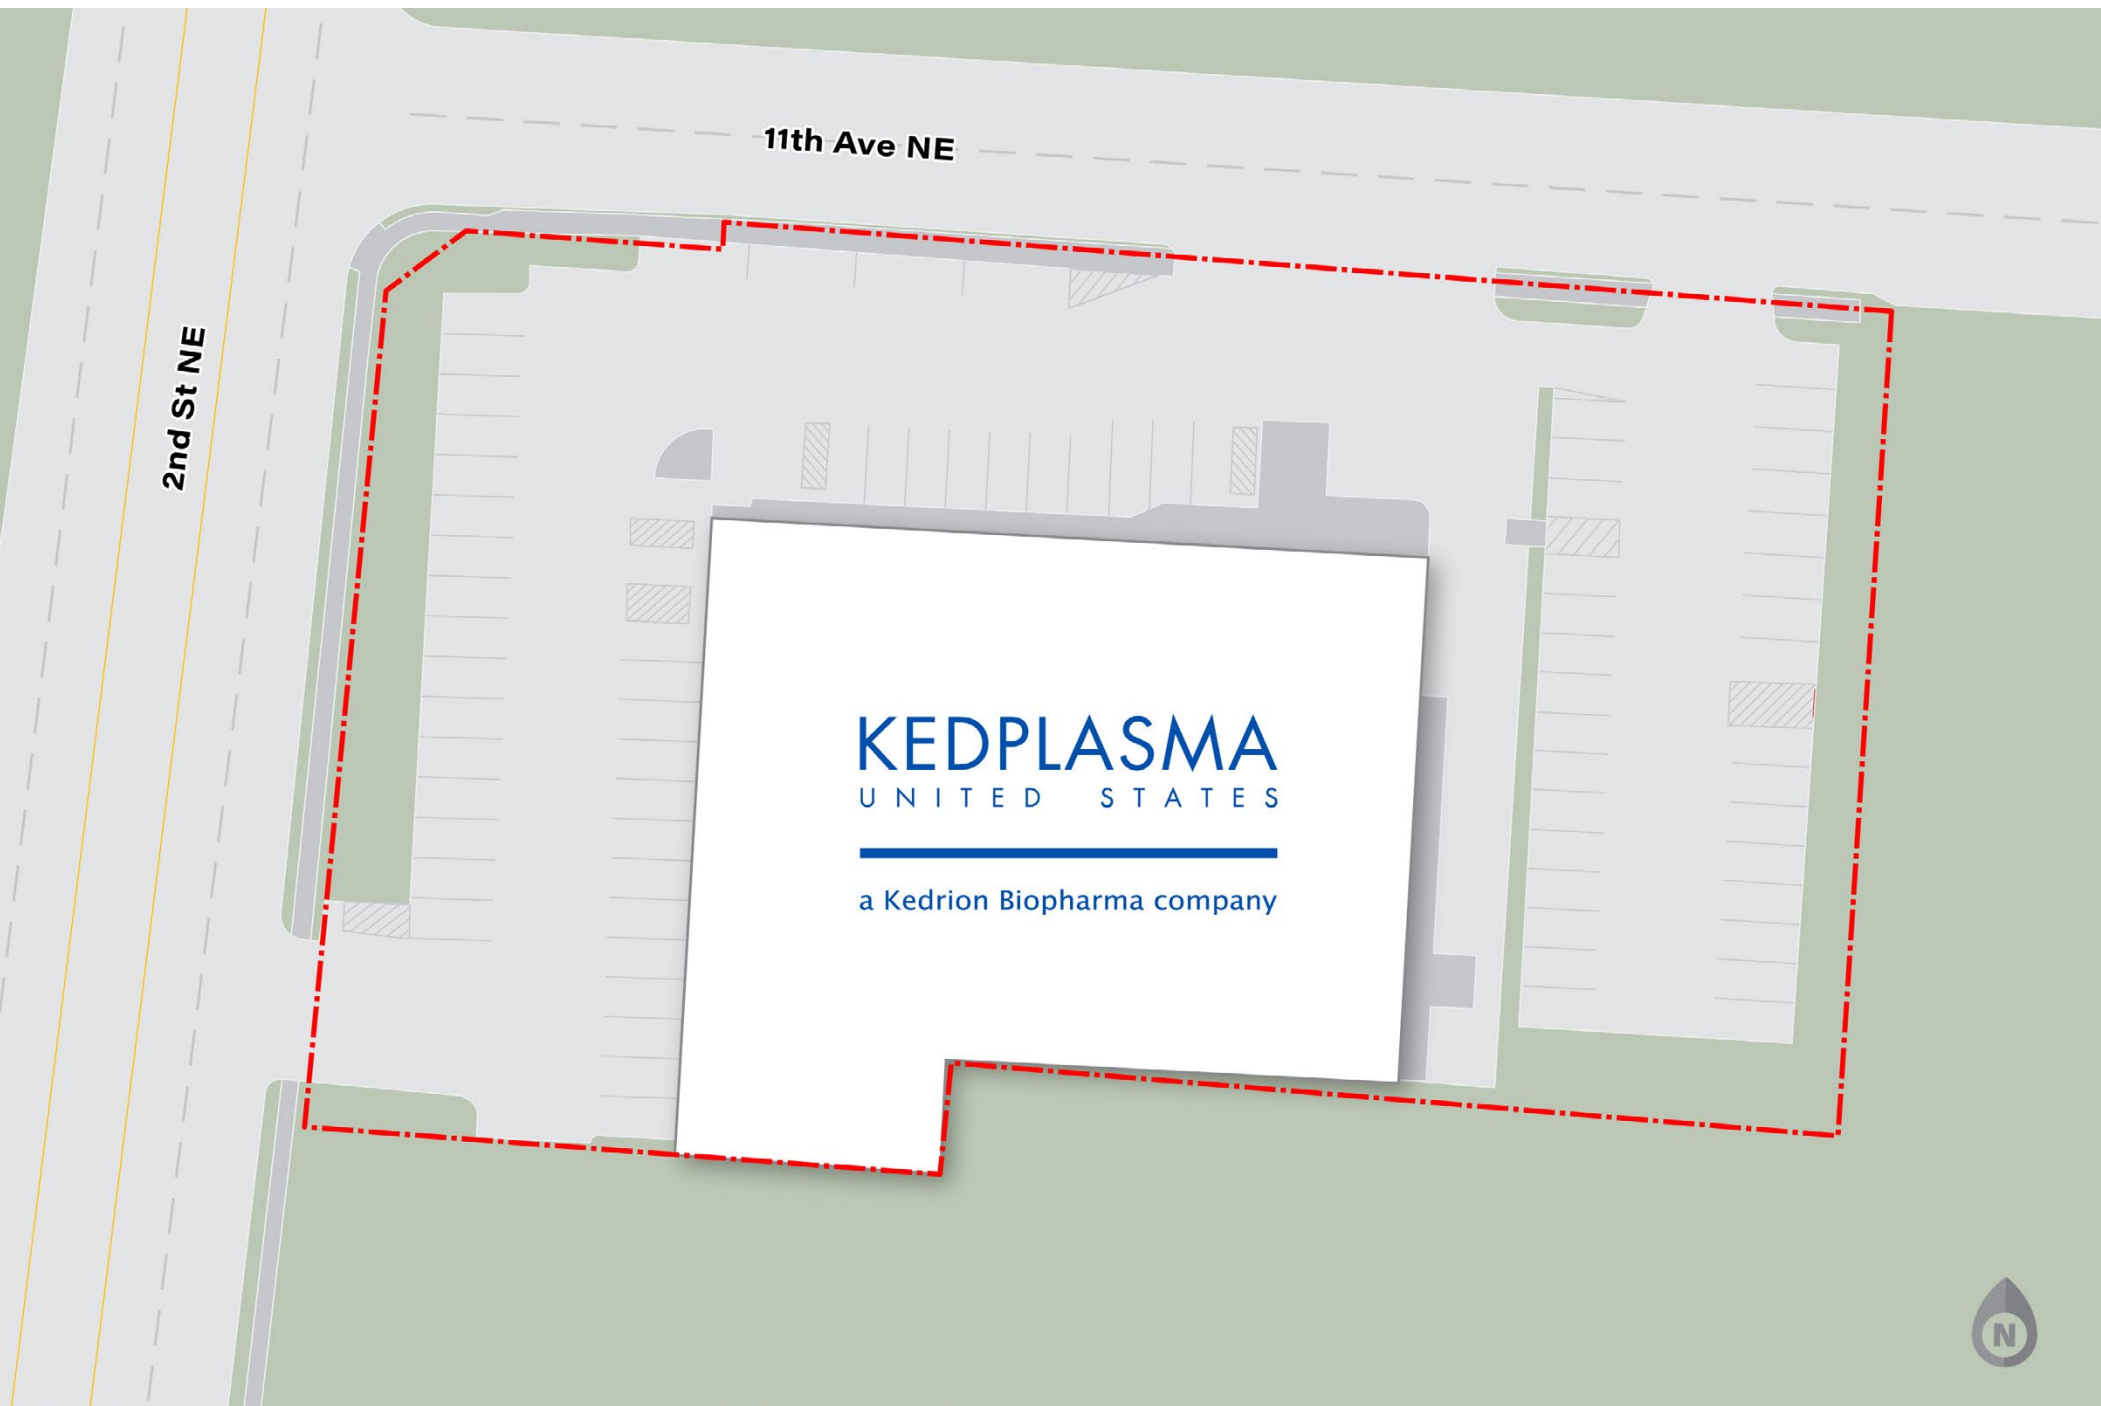 11th Ave NE
2nd St NE
KEDPLASMA
UNITED STATES
a Kedrion Biopharma company
N